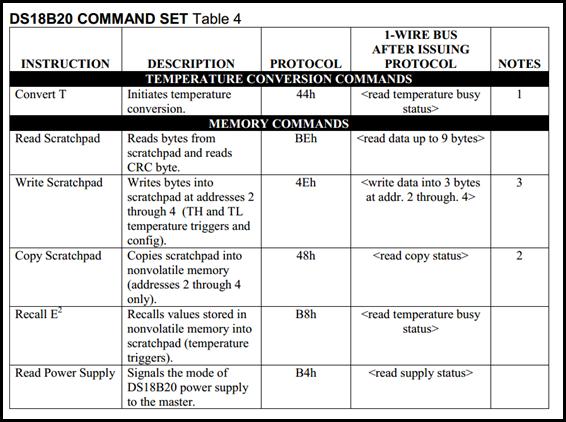 DS18B20 COMMAND SET Table 4
INSTRUCTION DESCRIPTION PROTOCOL 1-WIRE BUS AFTER ISSUING PROTOCOL NOTES
TEMPERATURE CONVERSION COMMANDS
Convert T Initiates temperature conversion. 44h <read temperature busy status> 1
MEMORY COMMANDS
Read Scratchpad Reads bytes from scratchpad and reads CRC byte. BEh <read data up to 9 bytes>
Write Scratchpad Writes bytes into scratchpad at addresses 2 through 4 (TH and TL temperature triggers and config). 4Eh <write data into 3 bytes at addr. 2 through. 4> 3
Copy Scratchpad Copies scratchpad into nonvolatile memory (addresses 2 through 4 only). 48h <read copy status> 2
Recall E² Recalls values stored in nonvolatile memory into scratchpad (temperature triggers). B8h <read temperature busy status>
Read Power Supply Signals the mode of DS18B20 power supply to the master. B4h <read supply status>